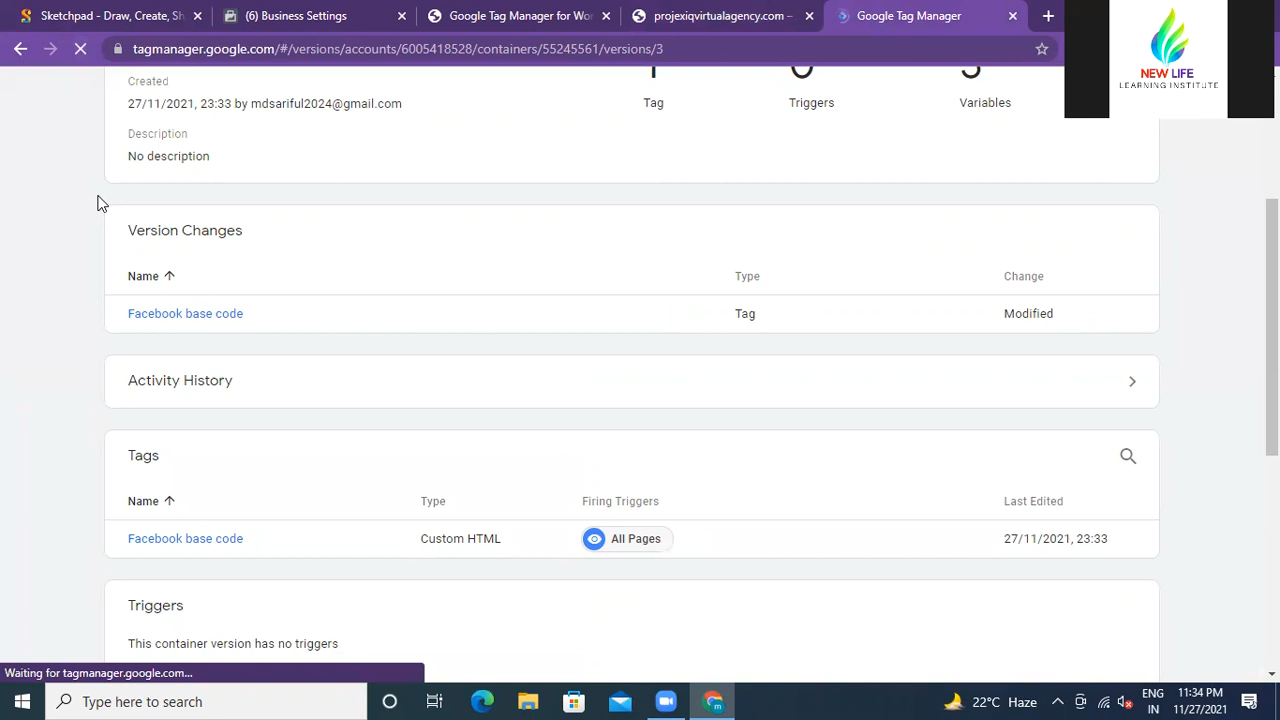 Sketchpad - Draw, Create, Sh
(6) Business Settings
Google Tag Manager for Wo
projexiqvirtualagency.com -
Google Tag Manager
tagmanager.google.com/#/versions/accounts/6005418528/containers/55245561/versions/3
NEW LIFE
LEARNING INSTITUTE
Created
27/11/2021, 23:33 by mdsariful2024@gmail.com
Tag
Triggers
Variables
Description
No description
Version Changes
Name
Type
Change
Facebook base code
Tag
Modified
Activity History
Tags
Name
Type
Firing Triggers
Last Edited
Facebook base code
Custom HTML
All Pages
27/11/2021, 23:33
Triggers
This container version has no triggers
Waiting for tagmanager.google.com...
Type here to search
22°C Haze
ENG
IN
11:34 PM
11/27/2021